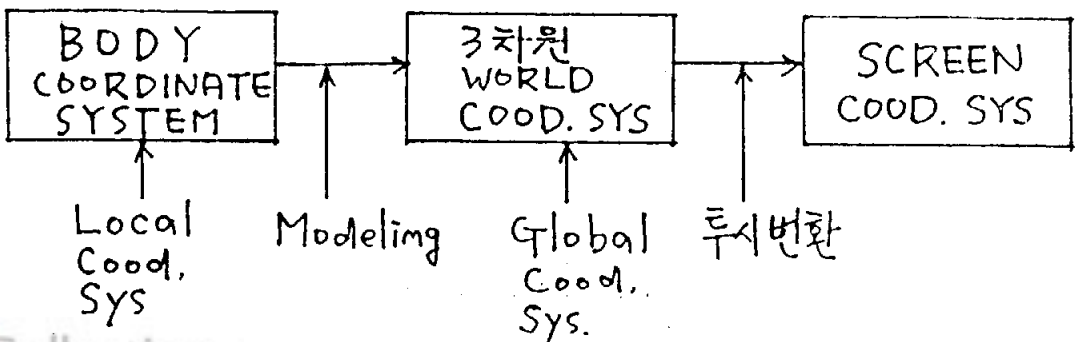 BODY
COORDINATE
SYSTEM
3차원
WORLD
COOD. SYS
SCREEN
COOD. SYS
Local
Cood,
Sys
Modeling
Global
Cood,
Sys.
투시변환